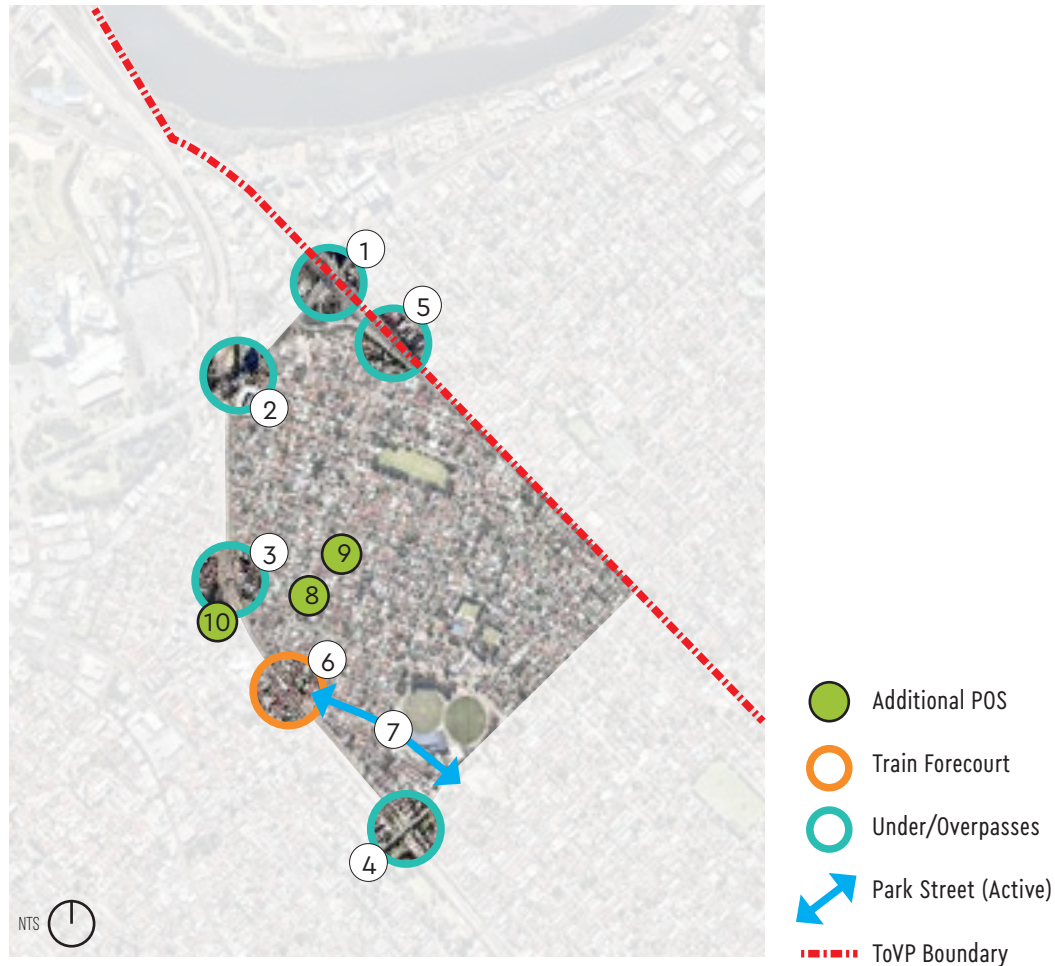 1
5
2
9
3
8
10
6
7
4
NTS
Additional POS
Train Forecourt
Under/Overpasses
Park Street (Active)
ToVP Boundary